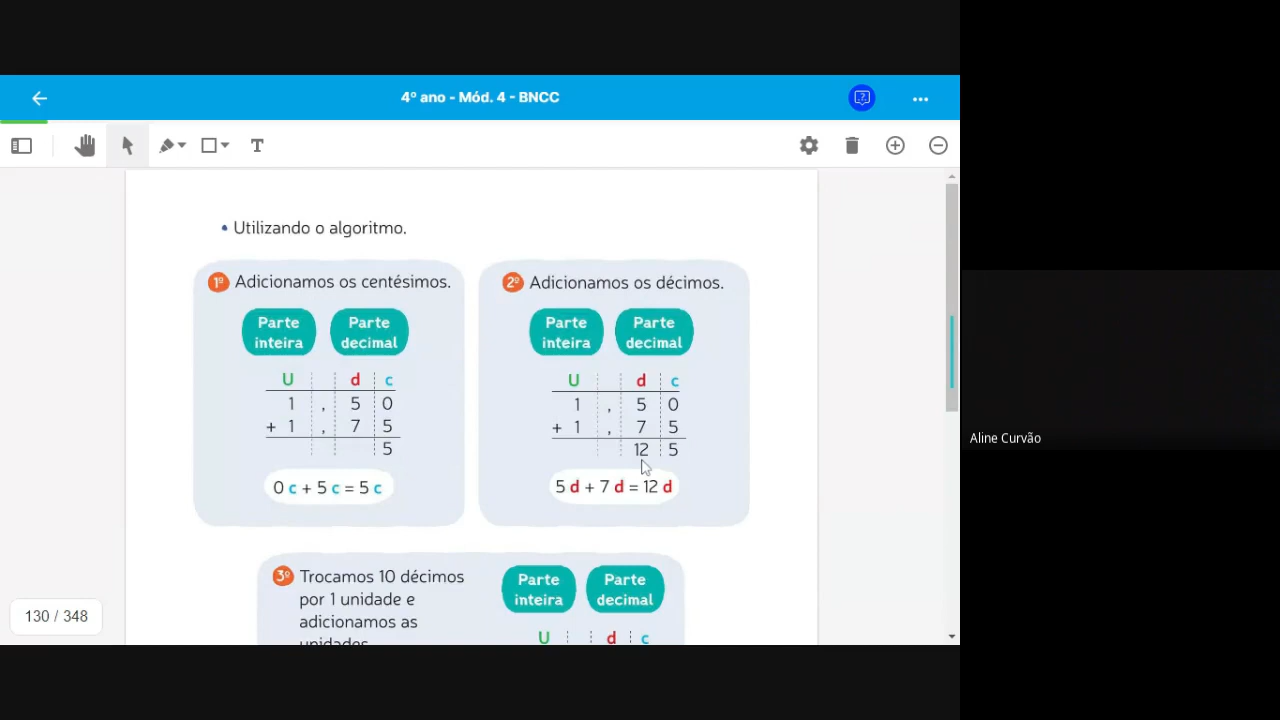 4º ano - Mód. 4 - BNCC
T
• Utilizando o algoritmo.
1º Adicionamos os centésimos.
Parte inteira
Parte decimal
U d c
1 , 5 0
+ 1 , 7 5
5
0 c + 5 c = 5 c
2º Adicionamos os décimos.
Parte inteira
Parte decimal
U d c
1 , 5 0
+ 1 , 7 5
12 5
5 d + 7 d = 12 d
3º Trocamos 10 décimos
por 1 unidade e
adicionamos as
unidades
Parte inteira
Parte decimal
U d c
130 / 348
Aline Curvão